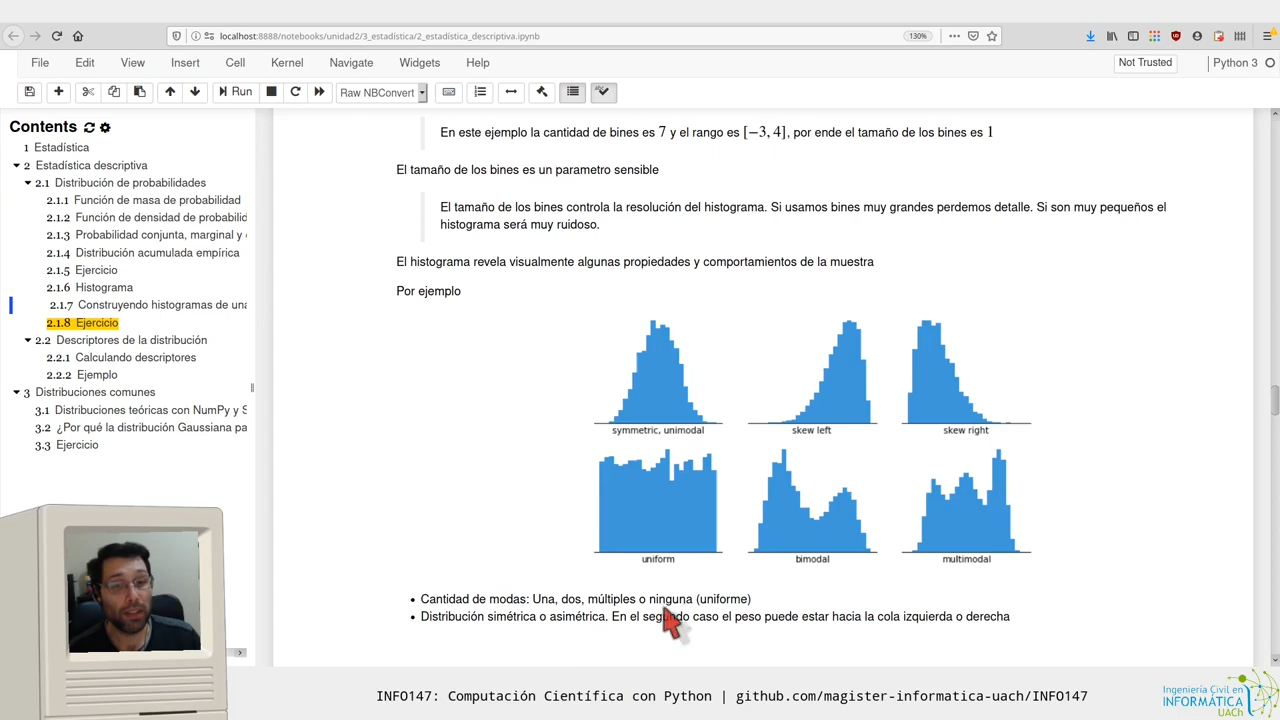 localhost:8888/notebooks/unidad2/3_estadística/2_estadística_descriptiva.ipynb
130%
File Edit View Insert Cell Kernel Navigate Widgets Help
Not Trusted
Python 3
Run
Raw NBConvert
Contents
1 Estadística
2 Estadística descriptiva
2.1 Distribución de probabilidades
2.1.1 Función de masa de probabilidad
2.1.2 Función de densidad de probabilid
2.1.3 Probabilidad conjunta, marginal y
2.1.4 Distribución acumulada empírica
2.1.5 Ejercicio
2.1.6 Histograma
2.1.7 Construyendo histogramas de una
2.1.8 Ejercicio
2.2 Descriptores de la distribución
2.2.1 Calculando descriptores
2.2.2 Ejemplo
3 Distribuciones comunes
3.1 Distribuciones teóricas con NumPy y S
3.2 ¿Por qué la distribución Gaussiana pa
3.3 Ejercicio
En este ejemplo la cantidad de bines es 7 y el rango es [−3, 4], por ende el tamaño de los bines es 1
El tamaño de los bines es un parametro sensible
El tamaño de los bines controla la resolución del histograma. Si usamos bines muy grandes perdemos detalle. Si son muy pequeños el
histograma será muy ruidoso.
El histograma revela visualmente algunas propiedades y comportamientos de la muestra
Por ejemplo
symmetric, unimodal
skew left
skew right
uniform
bimodal
multimodal
• Cantidad de modas: Una, dos, múltiples o ninguna (uniforme)
• Distribución simétrica o asimétrica. En el segundo caso el peso puede estar hacia la cola izquierda o derecha
INFO147: Computación Científica con Python | github.com/magister-informatica-uach/INFO147
Ingeniería Civil en
INFORMÁTICA
UACh